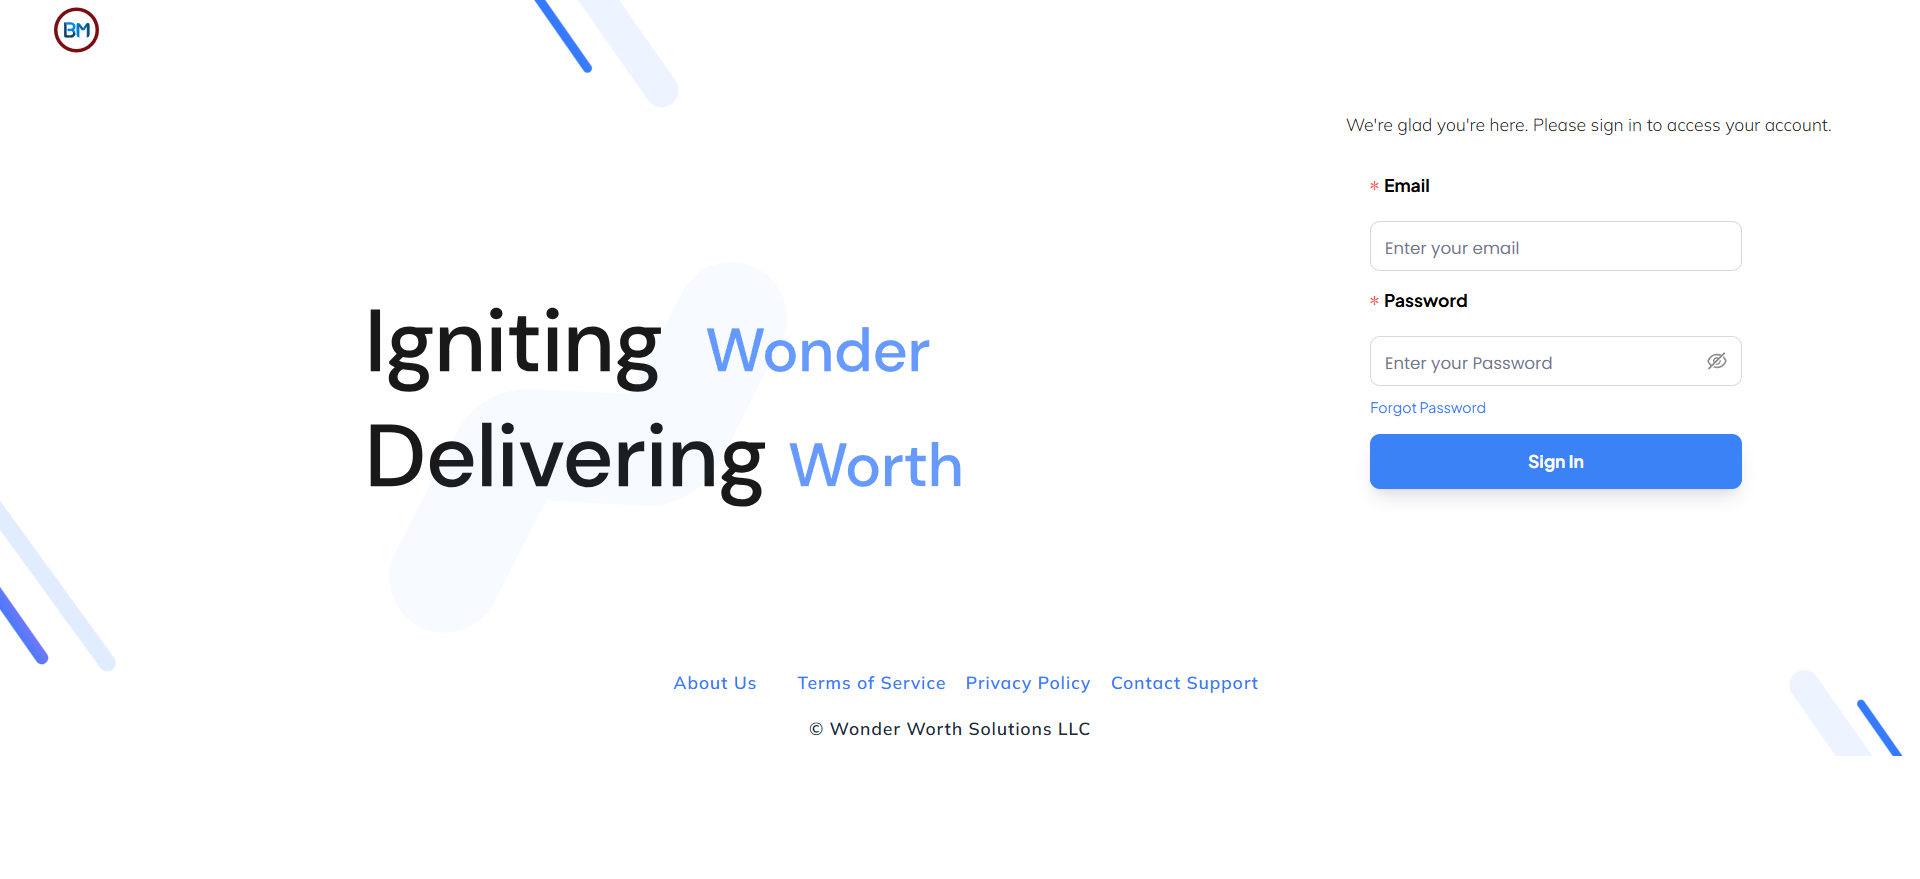 BM
We're glad you're here. Please sign in to access your account.
* Email
Enter your email
* Password
Enter your Password
Forgot Password
Sign In
Igniting Wonder
Delivering Worth
About Us Terms of Service Privacy Policy Contact Support
© Wonder Worth Solutions LLC